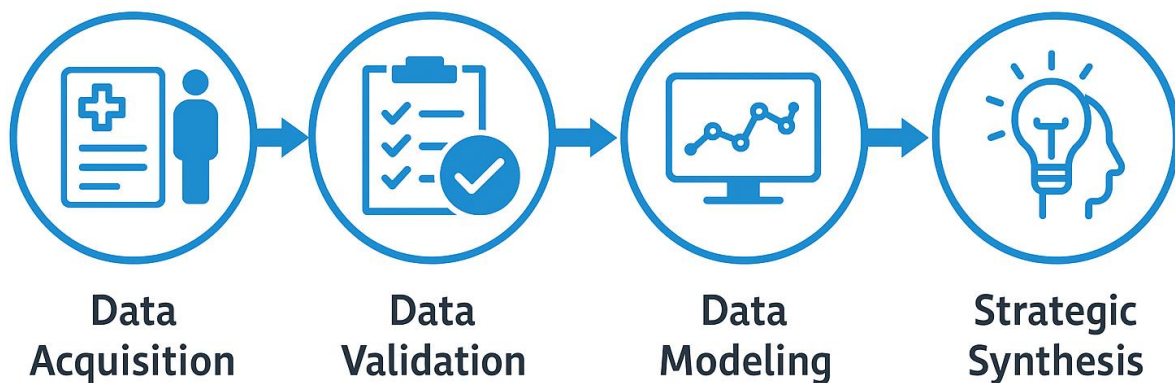 Data
Acquisition
Data
Validation
Data
Modeling
Strategic
Synthesis